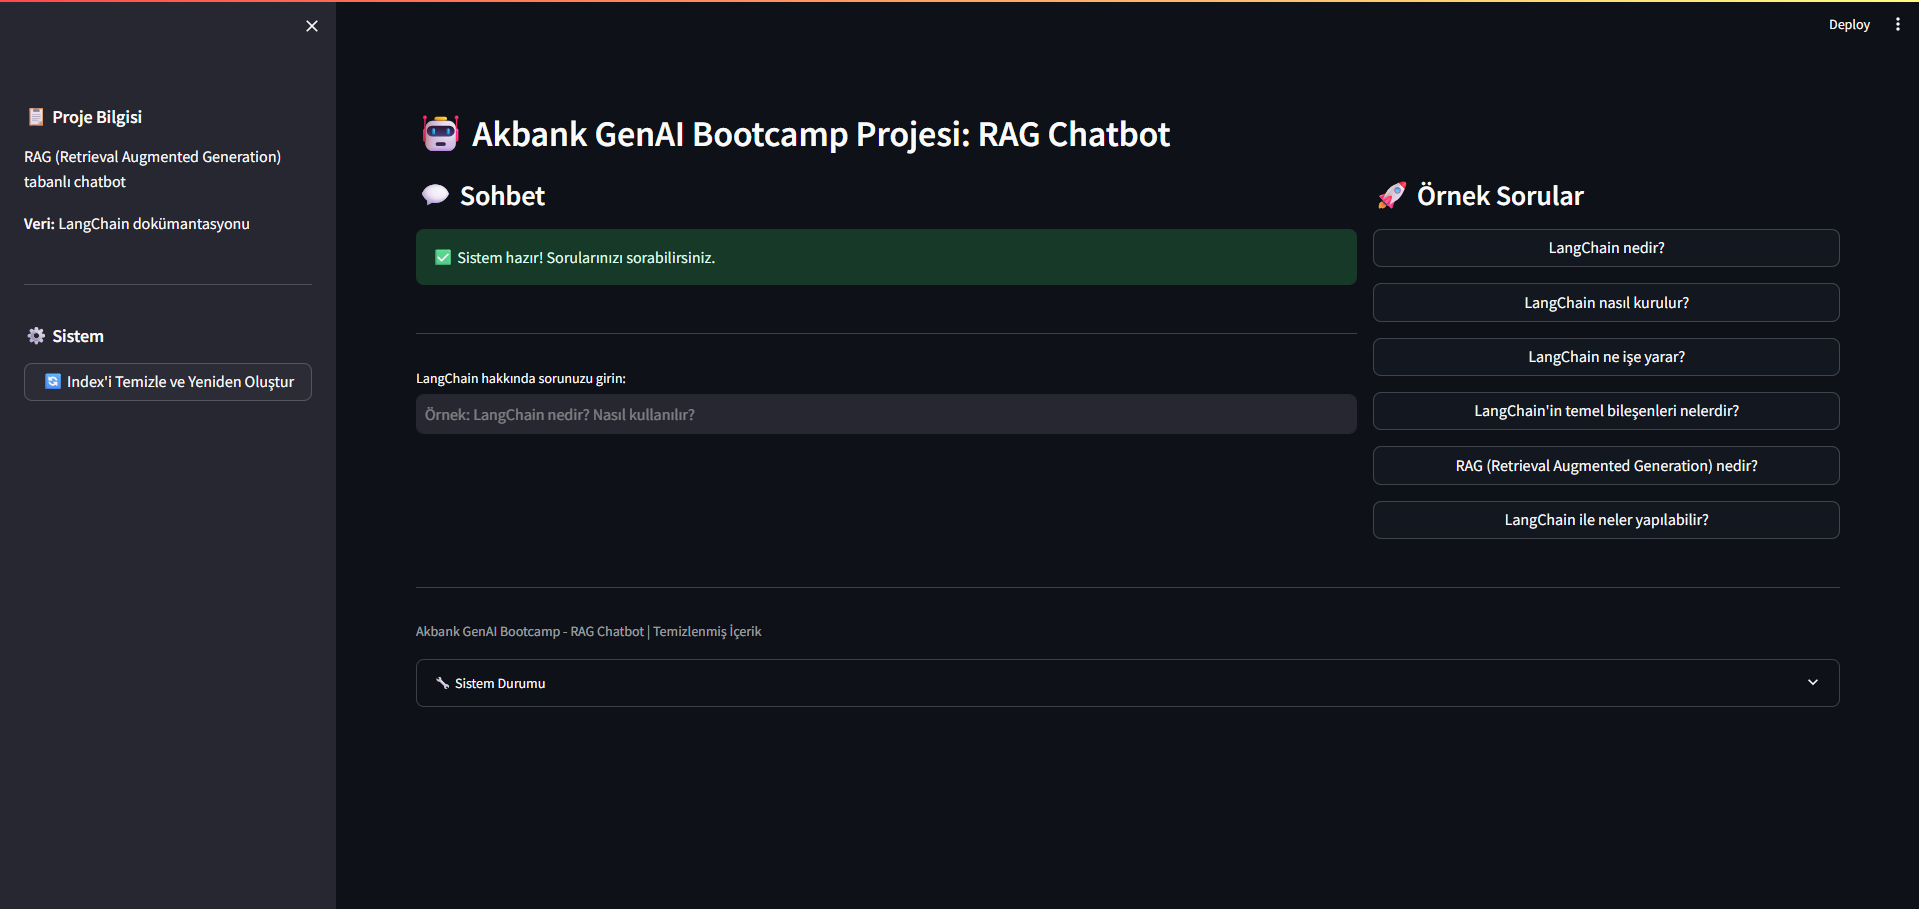 Deploy
Proje Bilgisi
RAG (Retrieval Augmented Generation)
tabanlı chatbot
Veri: LangChain dokümantasyonu
Sistem
Index'i Temizle ve Yeniden Oluştur
Akbank GenAI Bootcamp Projesi: RAG Chatbot
Sohbet
Sistem hazır! Sorularınızı sorabilirsiniz.
LangChain hakkında sorunuzu girin:
Örnek: LangChain nedir? Nasıl kullanılır?
Örnek Sorular
LangChain nedir?
LangChain nasıl kurulur?
LangChain ne işe yarar?
LangChain'in temel bileşenleri nelerdir?
RAG (Retrieval Augmented Generation) nedir?
LangChain ile neler yapılabilir?
Akbank GenAI Bootcamp - RAG Chatbot | Temizlenmiş İçerik
Sistem Durumu